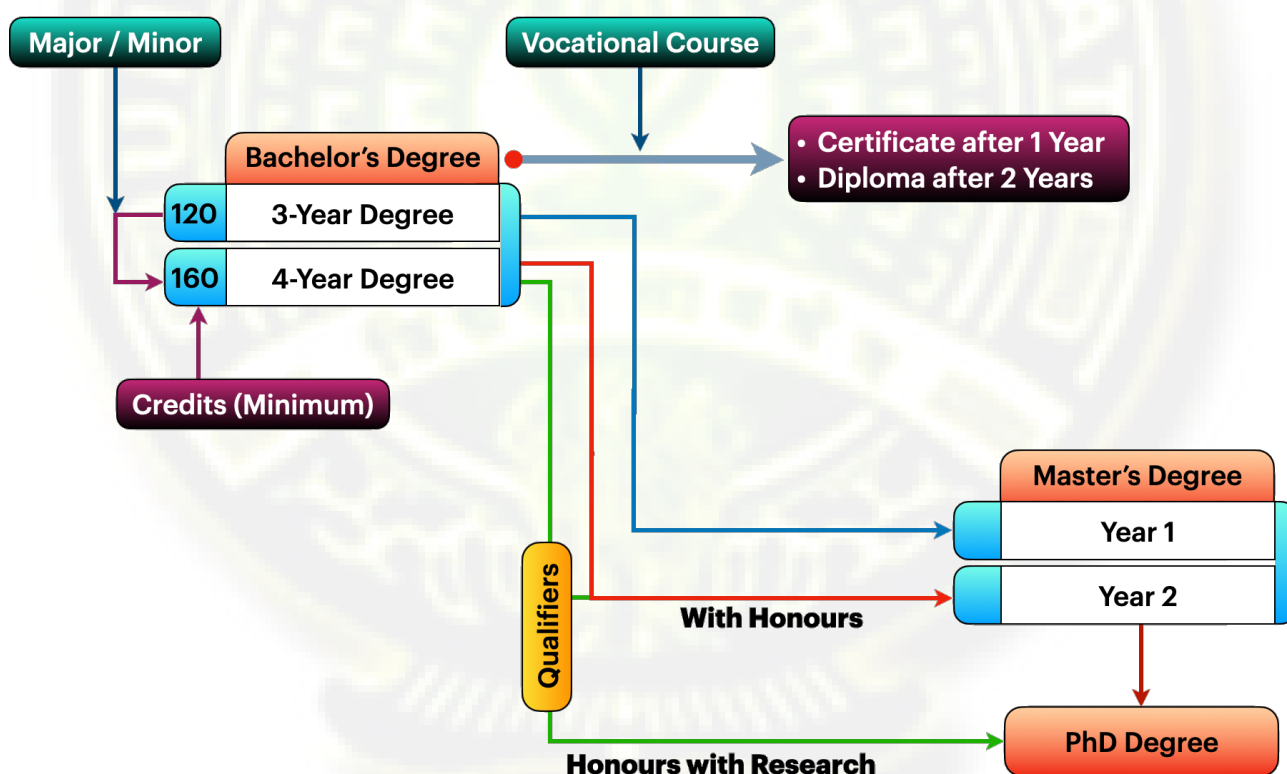 Major / Minor
Vocational Course
Bachelor's Degree
• Certificate after 1 Year
• Diploma after 2 Years
120
3-Year Degree
160
4-Year Degree
Credits (Minimum)
Master's Degree
Year 1
Year 2
With Honours
Qualifiers
PhD Degree
Honours with Research